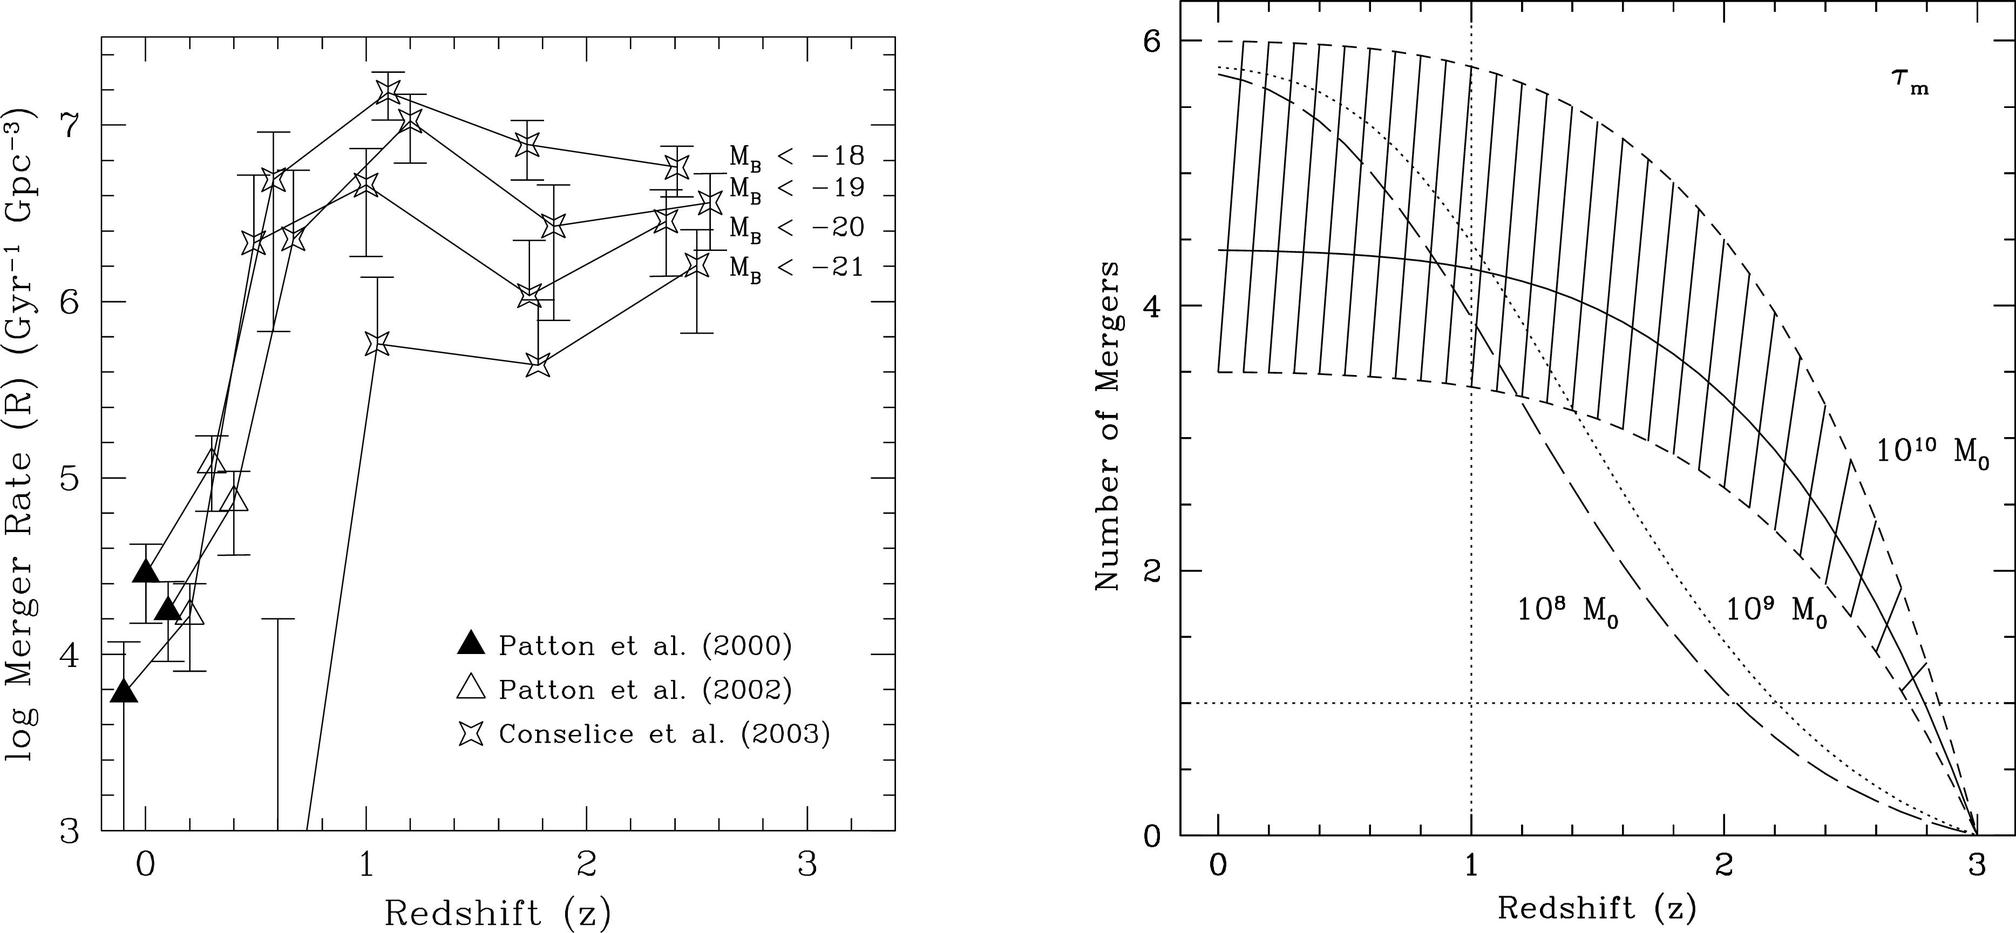 log Merger Rate (R) (Gyr⁻¹ Gpc⁻³)
7
6
5
4
3
M_B < -18
M_B < -19
M_B < -20
M_B < -21
Patton et al. (2000)
Patton et al. (2002)
Conselice et al. (2003)
0 1 2 3
Redshift (z)
Number of Mergers
6
4
2
0
τ_m
10¹⁰ M₀
10⁸ M₀
10⁹ M₀
0 1 2 3
Redshift (z)